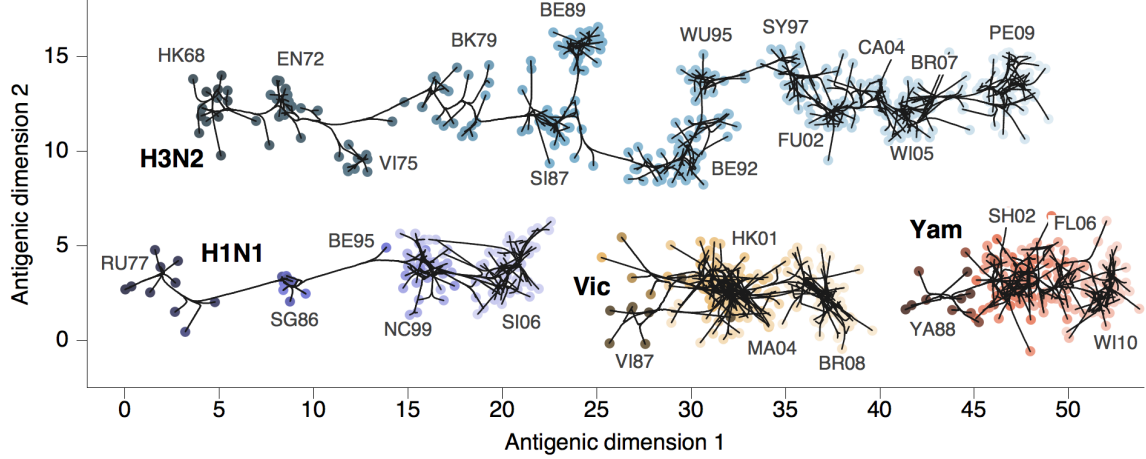 BE89
15
HK68
EN72
BK79
WU95
SY97
CA04
BR07
PE09
10
H3N2
VI75
SI87
BE92
FU02
WI05
5
RU77
H1N1
BE95
SG86
NC99
SI06
Vic
HK01
VI87
MA04
BR08
Yam
SH02
FL06
YA88
WI10
0
Antigenic dimension 2
0 5 10 15 20 25 30 35 40 45 50
Antigenic dimension 1